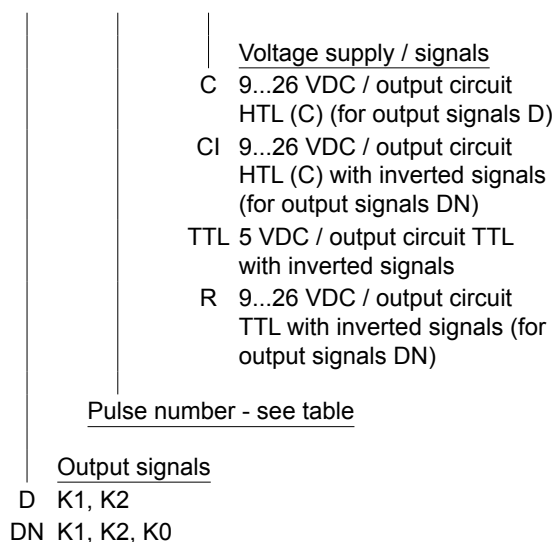 Voltage supply / signals
C 9...26 VDC / output circuit
HTL (C) (for output signals D)
CI 9...26 VDC / output circuit
HTL (C) with inverted signals
(for output signals DN)
TTL 5 VDC / output circuit TTL
with inverted signals
R 9...26 VDC / output circuit
TTL with inverted signals (for
output signals DN)
Pulse number - see table
Output signals
D K1, K2
DN K1, K2, K0